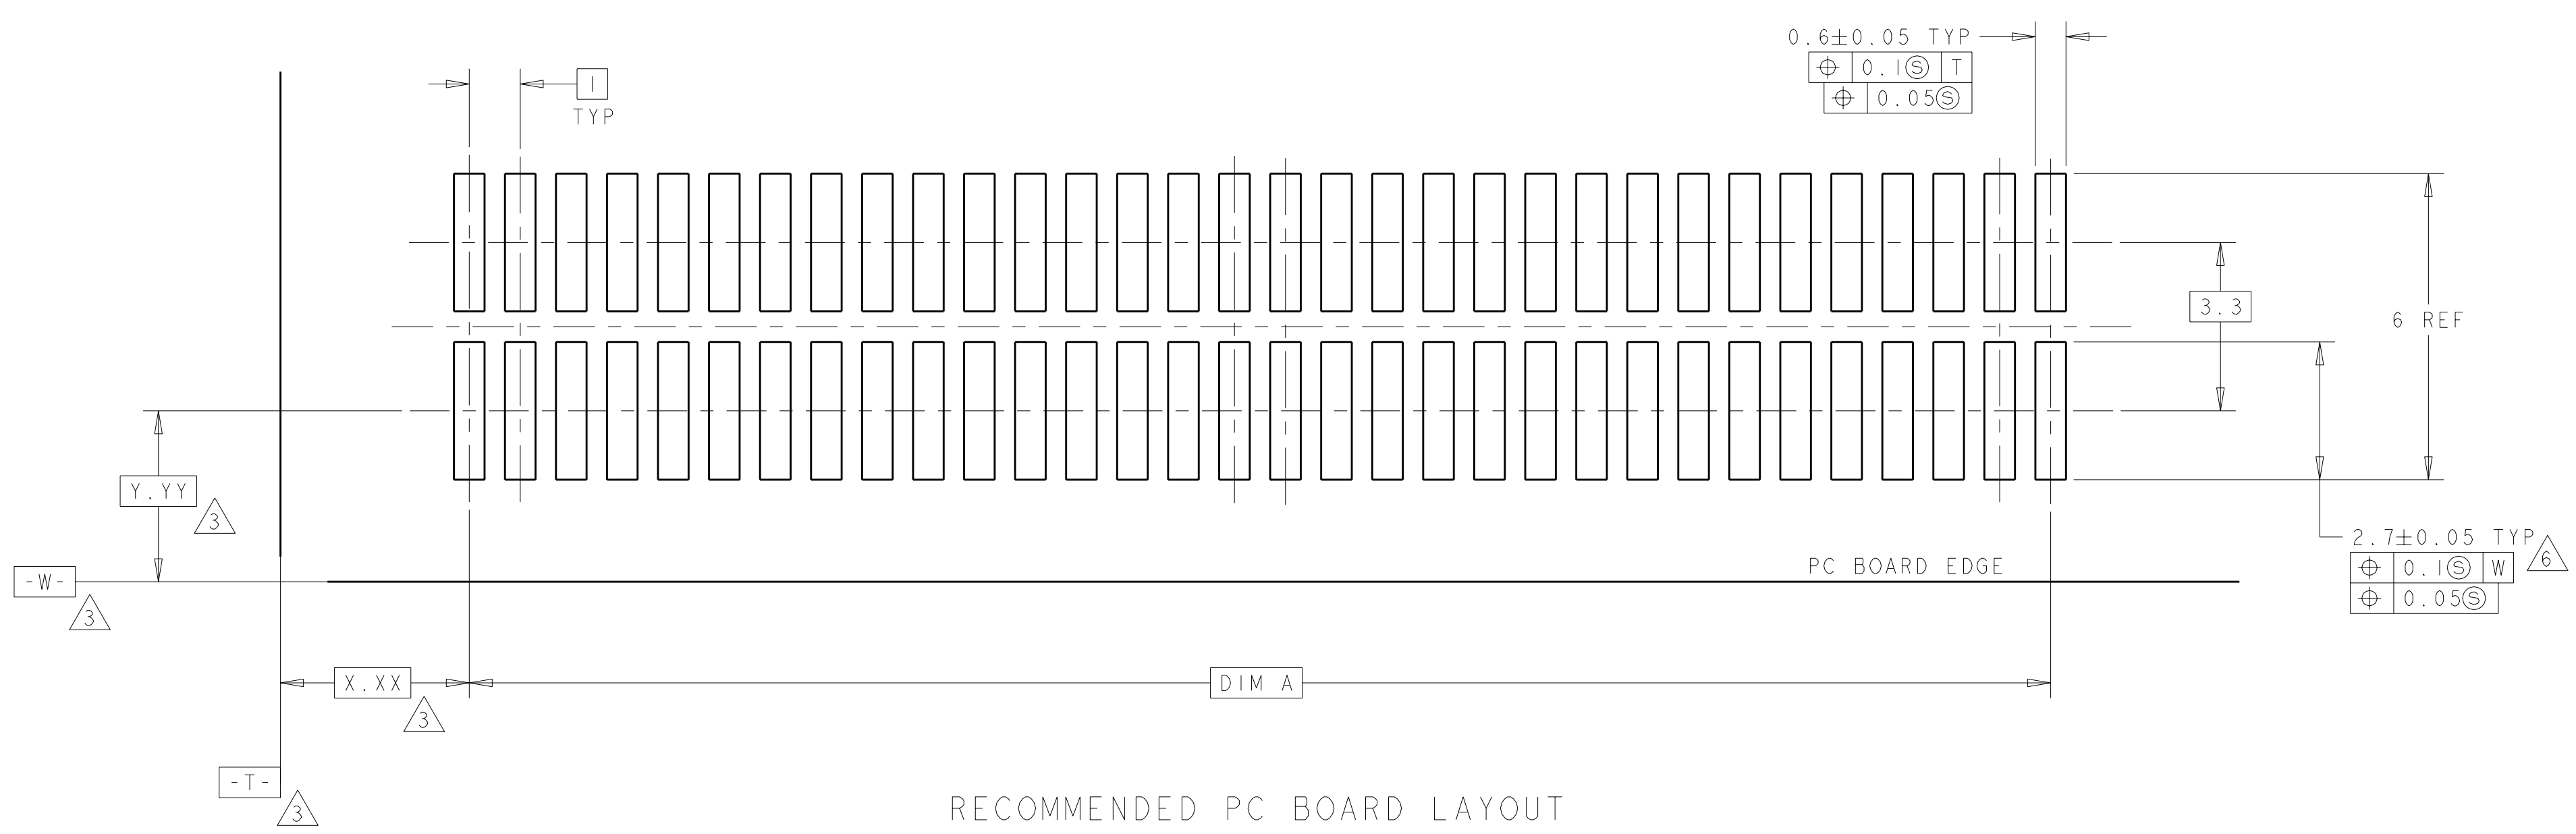 0.6±0.05 TYP
⌖ 0.1Ⓢ T
⌖ 0.05Ⓢ
1
TYP
3.3
6 REF
Y.YY
3
2.7±0.05 TYP
6
⌖ 0.1Ⓢ W
⌖ 0.05Ⓢ
PC BOARD EDGE
-W-
3
X.XX
3
DIM A
-T-
3
RECOMMENDED PC BOARD LAYOUT